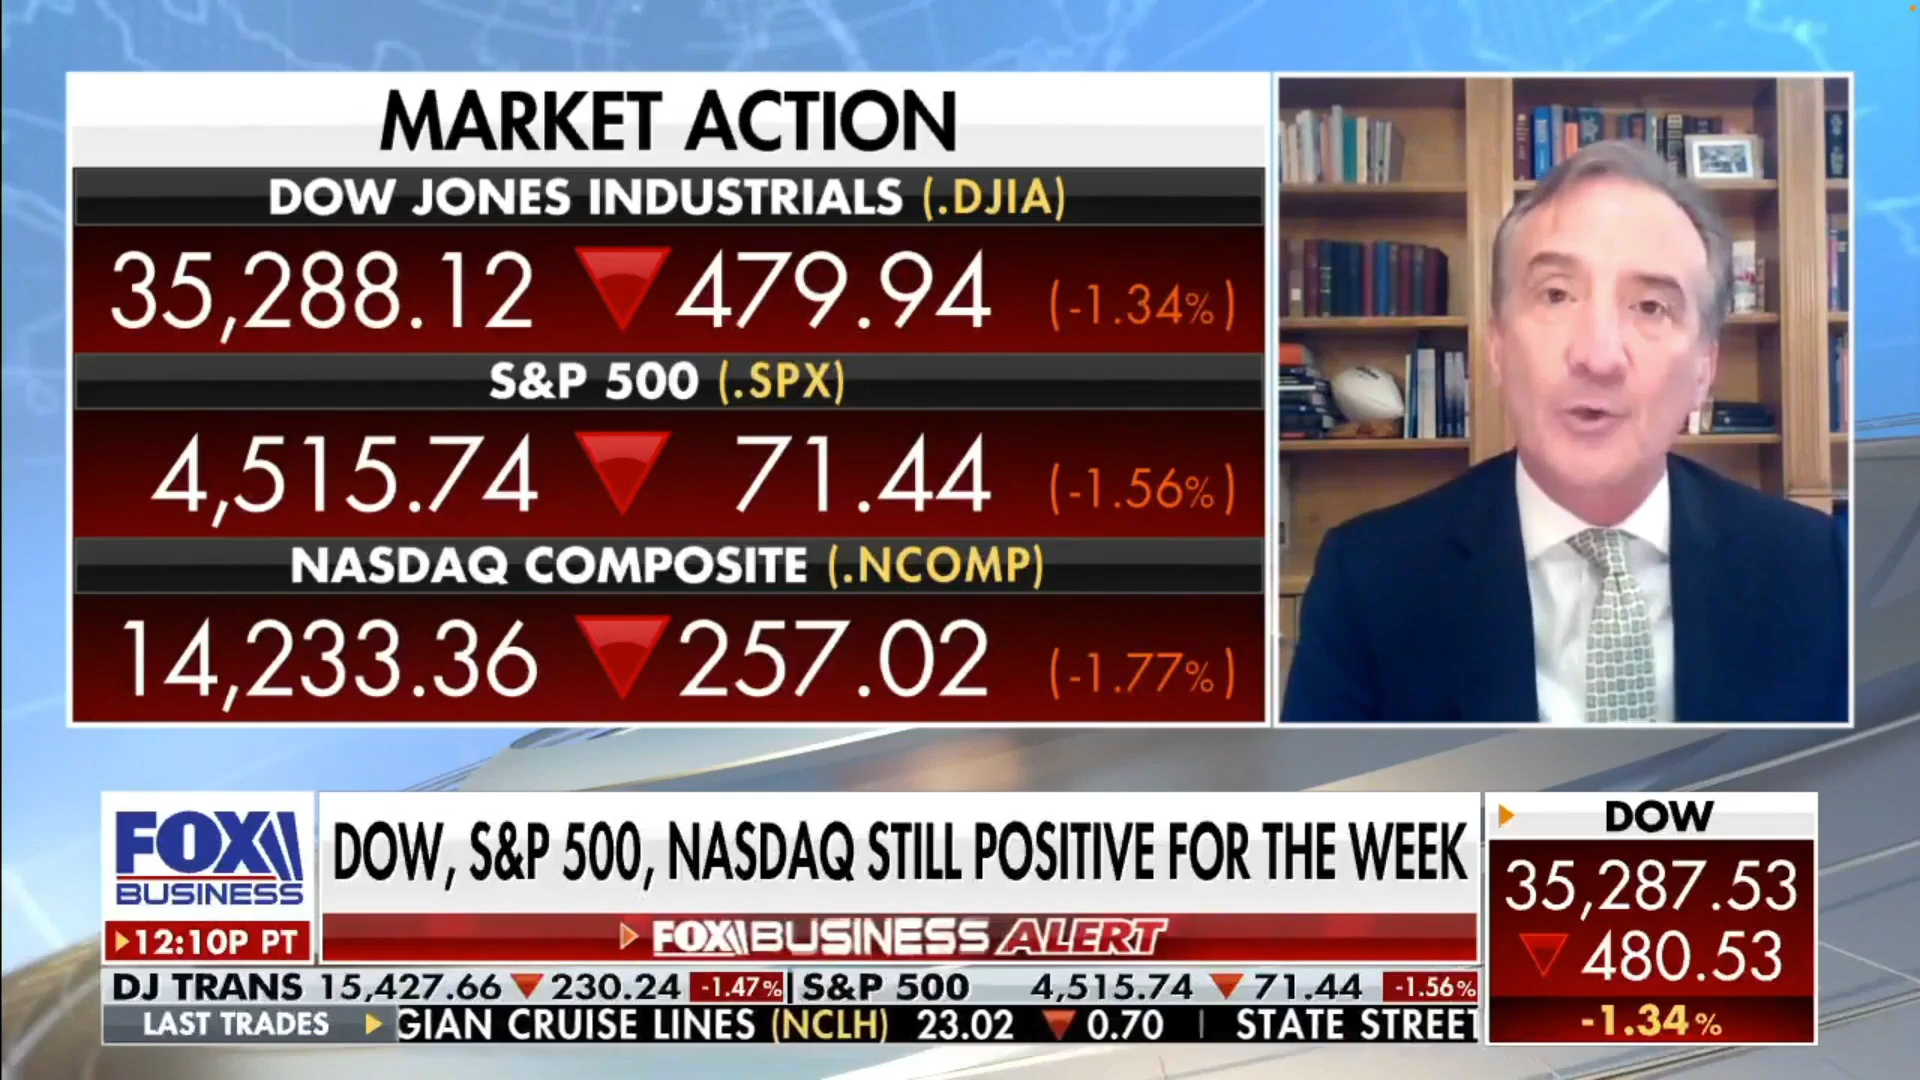 MARKET ACTION
DOW JONES INDUSTRIALS (.DJIA)
35,288.12 ▼ 479.94 (-1.34%)
S&P 500 (.SPX)
4,515.74 ▼ 71.44 (-1.56%)
NASDAQ COMPOSITE (.NCOMP)
14,233.36 ▼ 257.02 (-1.77%)
FOX BUSINESS
12:10P PT
DOW, S&P 500, NASDAQ STILL POSITIVE FOR THE WEEK
FOX BUSINESS ALERT
DOW
35,287.53
▼ 480.53
-1.34%
DJ TRANS 15,427.66 ▼ 230.24 -1.47% | S&P 500 4,515.74 ▼ 71.44 -1.56%
LAST TRADES GIAN CRUISE LINES (NCLH) 23.02 ▼ 0.70 | STATE STREET